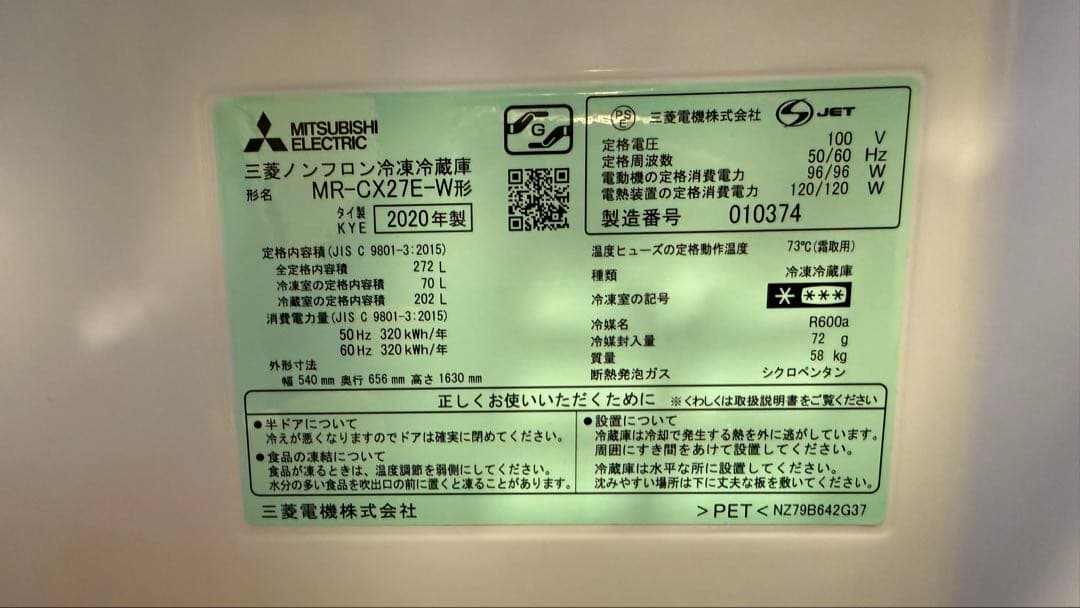 MITSUBISHI
ELECTRIC
三菱ノンフロン冷凍冷蔵庫
形名 MR-CX27E-W形
タイ製
KYE 2020年製
G
PS
E 三菱電機株式会社 S JET
定格電圧 100 V
定格周波数 50/60 Hz
電動機の定格消費電力 96/96 W
電熱装置の定格消費電力 120/120 W
製造番号 010374
定格内容積(JIS C 9801-3:2015)
全定格内容積 272 L
冷凍室の定格内容積 70 L
冷蔵室の定格内容積 202 L
消費電力量(JIS C 9801-3:2015)
50Hz 320kWh/年
60Hz 320kWh/年
外形寸法
幅 540mm 奥行 656mm 高さ 1630mm
温度ヒューズの定格動作温度 73℃(霜取用)
種類 冷凍冷蔵庫
冷凍室の記号 * ***
冷媒名 R600a
冷媒封入量 72 g
質量 58 kg
断熱発泡ガス シクロペンタン
正しくお使いいただくために ※くわしくは取扱説明書をご覧ください
●半ドアについて
冷えが悪くなりますのでドアは確実に閉めてください。
●食品の凍結について
食品が凍るときは、温度調節を弱側にしてください。
水分の多い食品を吹出口の前に置くと凍ることがあります。
●設置について
冷蔵庫は冷却で発生する熱を外に逃がしています。
周囲にすき間をあけて設置してください。
冷蔵庫は水平な所に設置してください。
沈みやすい場所は下に丈夫な板を敷いてください。
三菱電機株式会社 >PET< NZ79B642G37